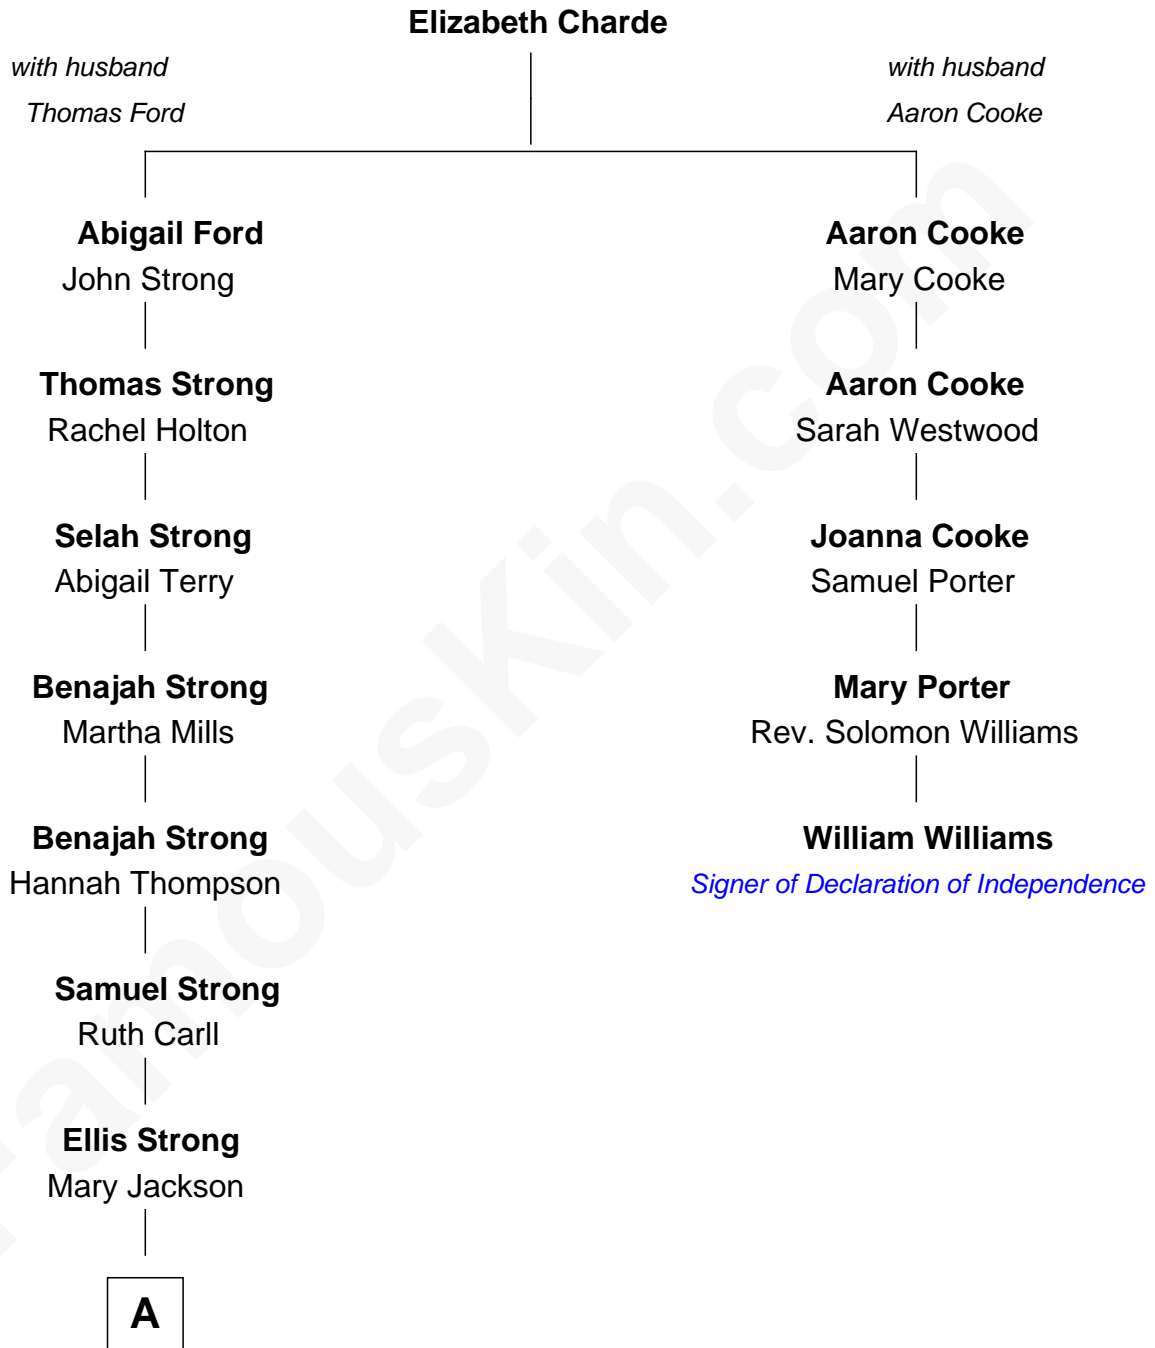 Elizabeth Charde
with husband
Thomas Ford
with husband
Aaron Cooke
Abigail Ford
John Strong
Aaron Cooke
Mary Cooke
Thomas Strong
Rachel Holton
Aaron Cooke
Sarah Westwood
Selah Strong
Abigail Terry
Joanna Cooke
Samuel Porter
Benajah Strong
Martha Mills
Mary Porter
Rev. Solomon Williams
Benajah Strong
Hannah Thompson
William Williams
Signer of Declaration of Independence
Samuel Strong
Ruth Carll
Ellis Strong
Mary Jackson
A
FamousKin.com